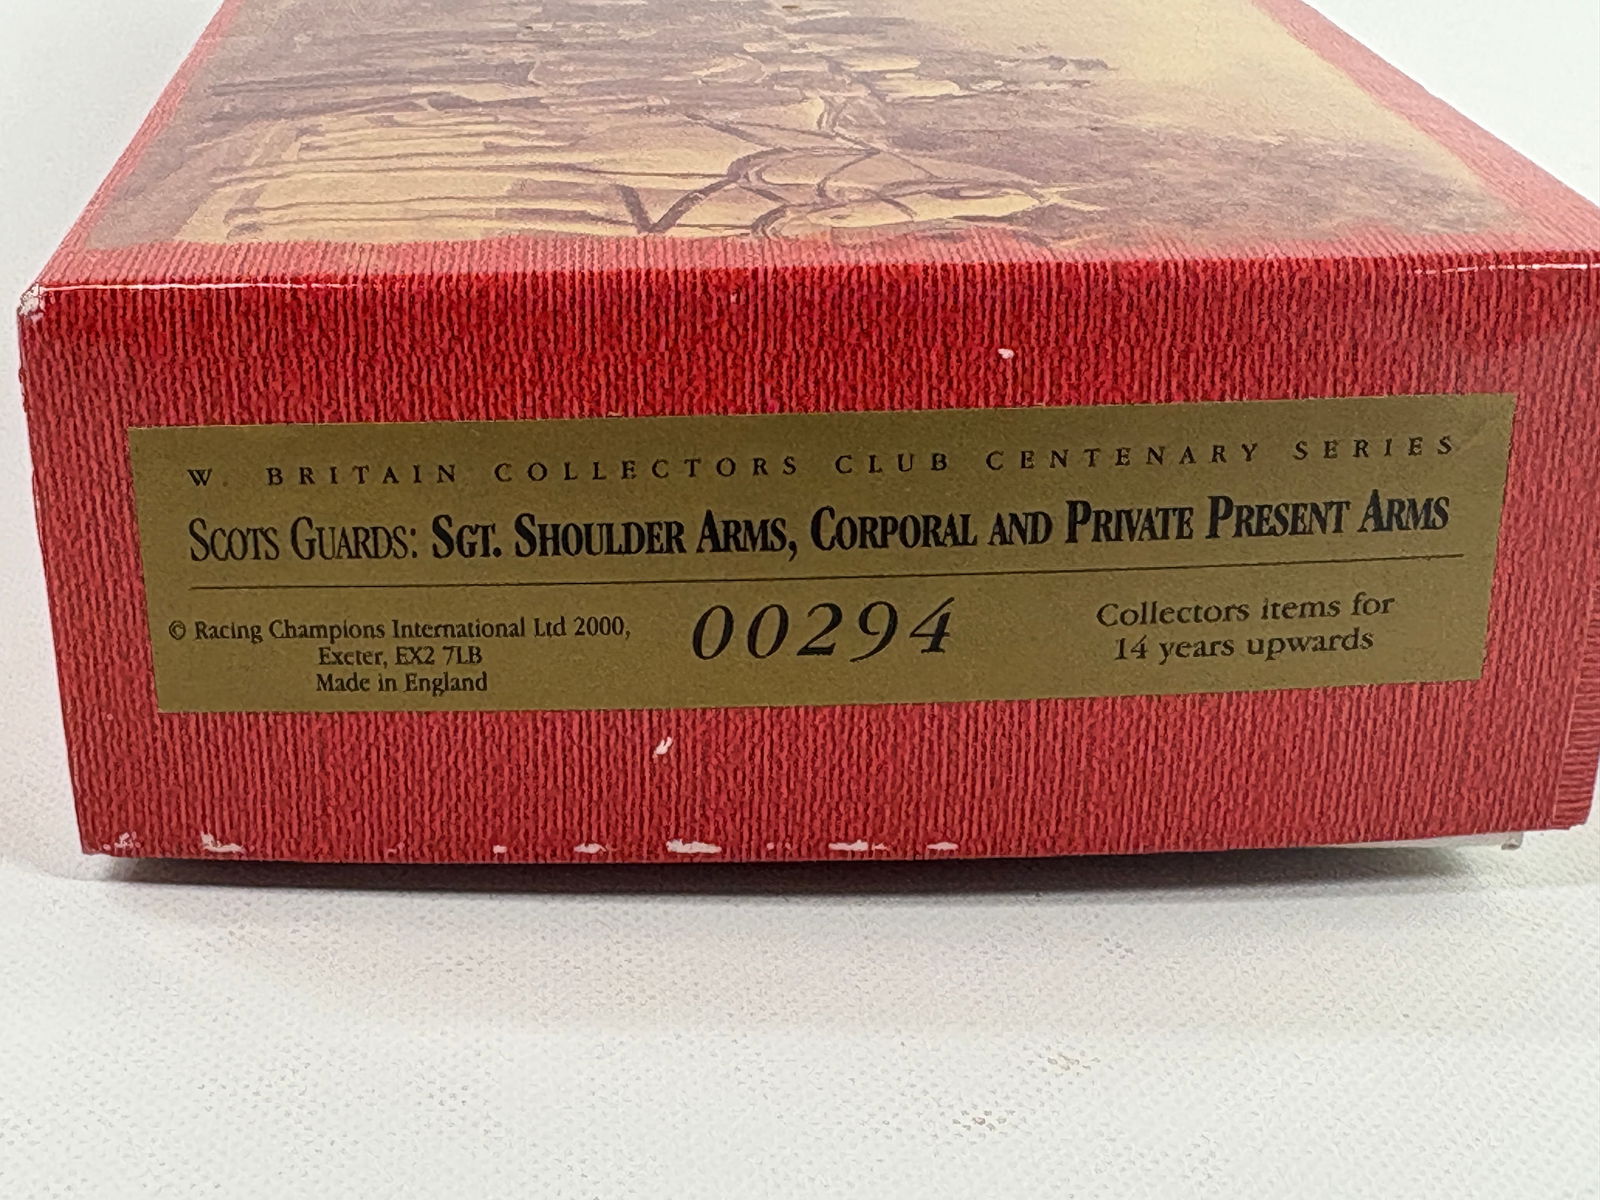 W. BRITAIN COLLECTORS CLUB CENTENARY SERIES
SCOTS GUARDS: SGT. SHOULDER ARMS, CORPORAL AND PRIVATE PRESENT ARMS
© Racing Champions International Ltd 2000,
Exeter, EX2 7LB
Made in England
00294
Collectors items for
14 years upwards